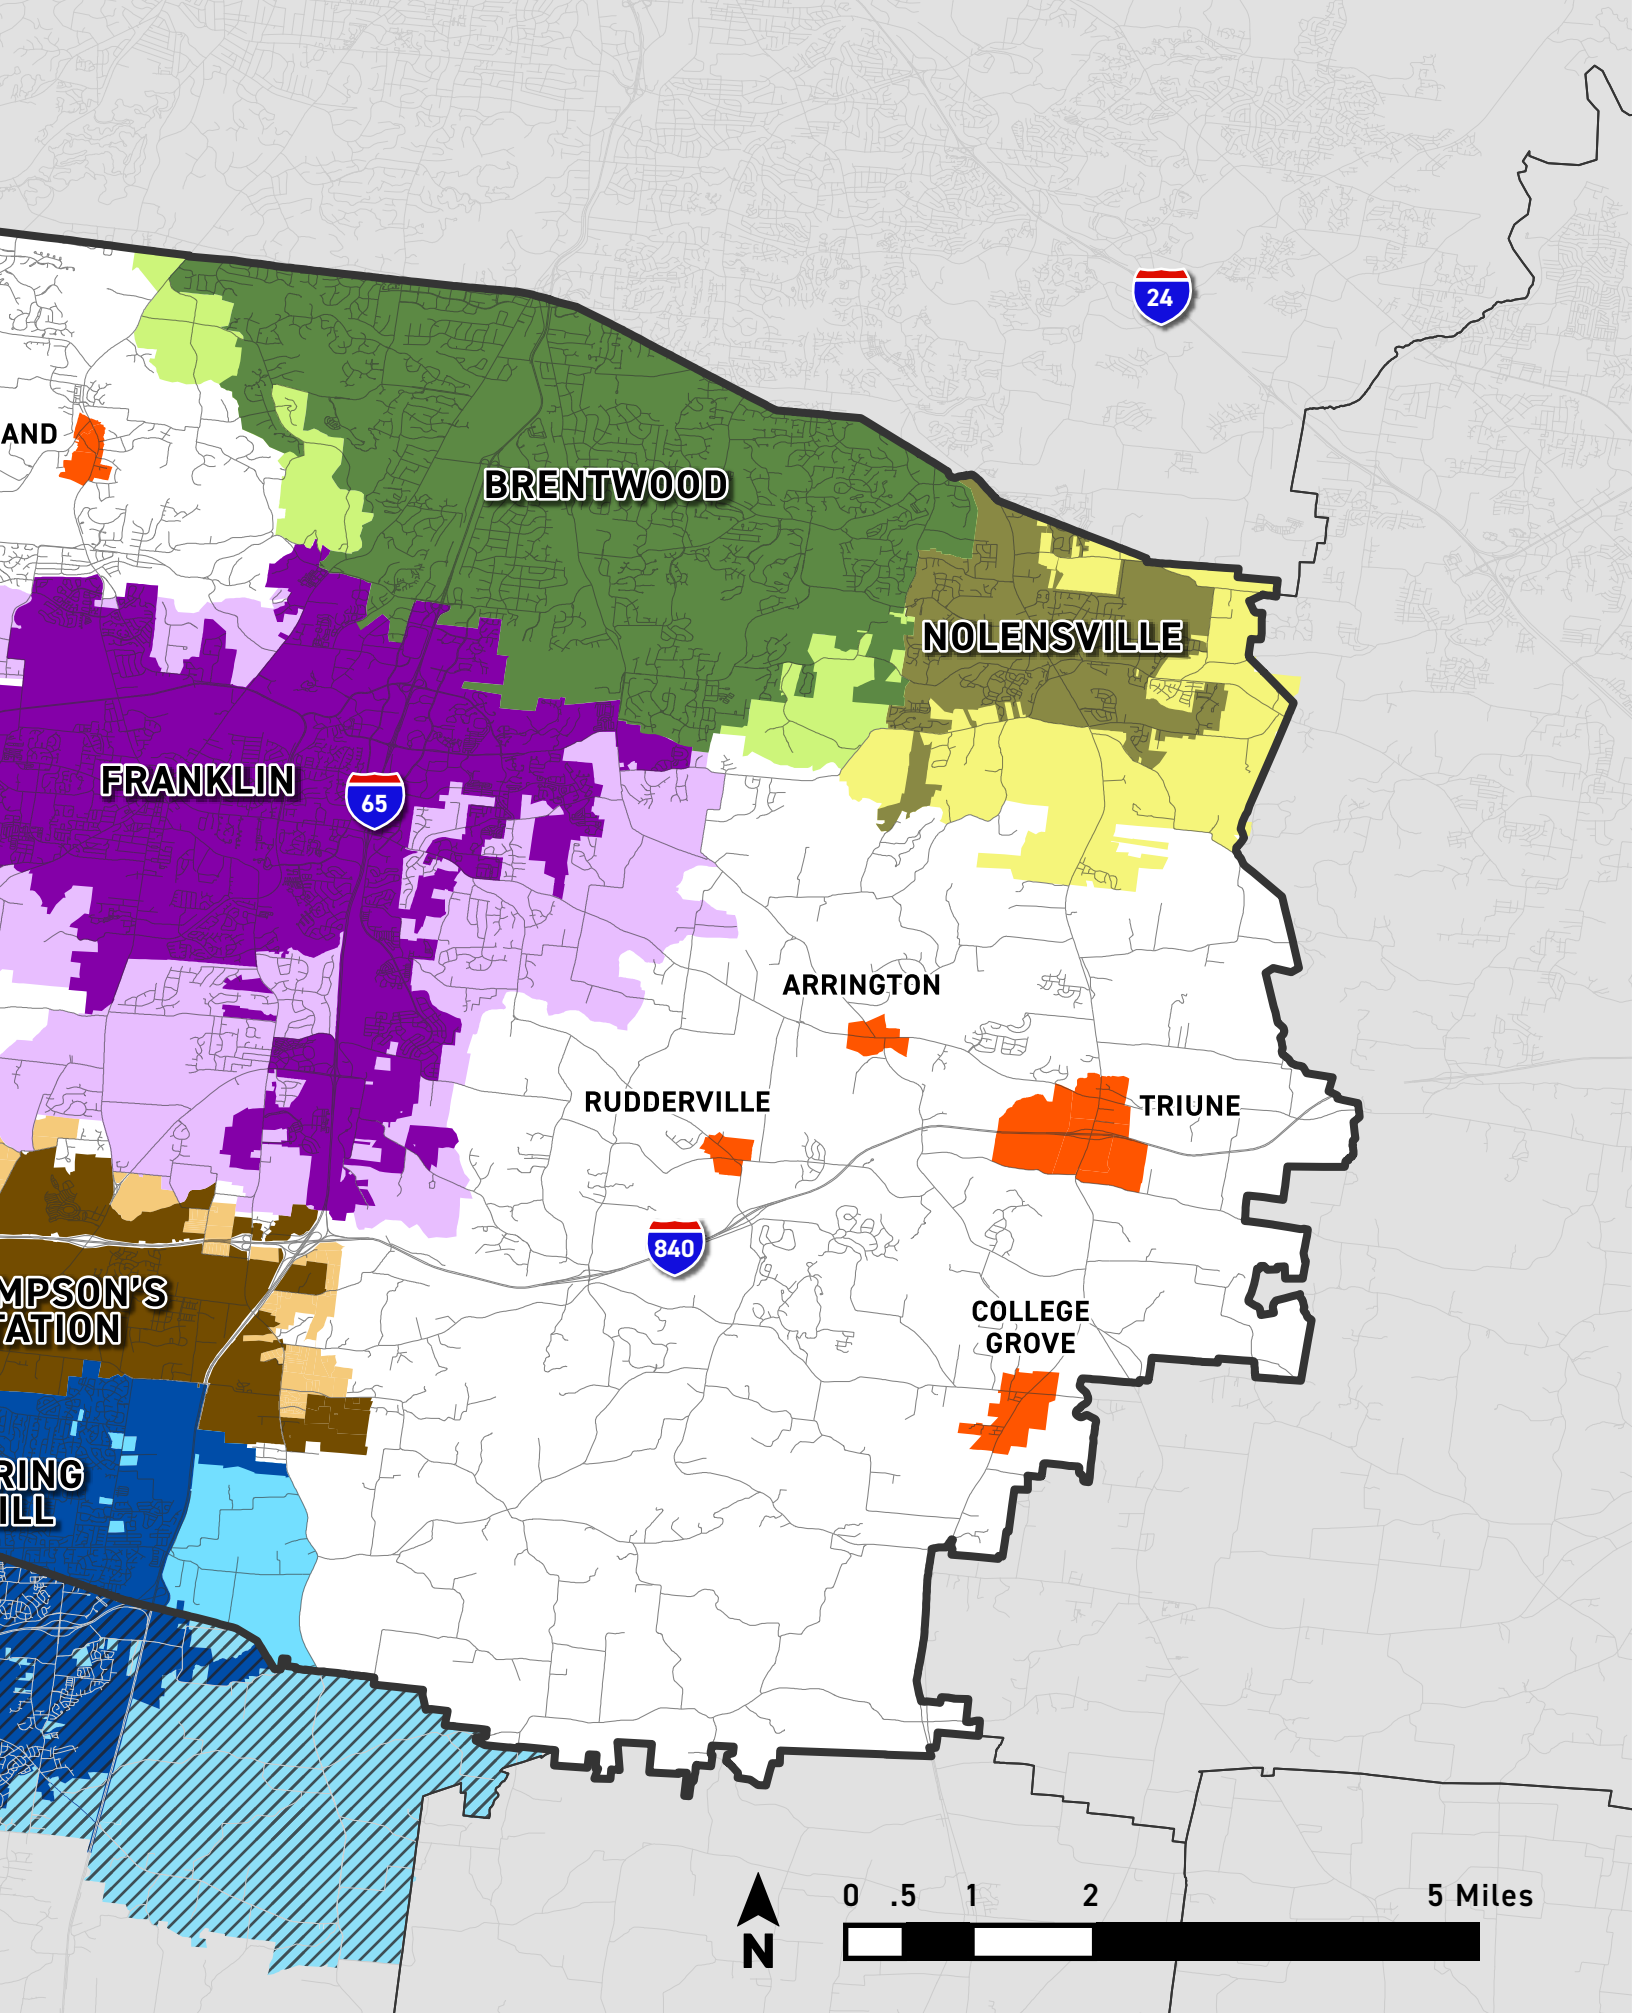 24
AND
BRENTWOOD
NOLENSVILLE
FRANKLIN
65
ARRINGTON
RUDDERVILLE
TRIUNE
840
MPSON'S
TATION
COLLEGE
GROVE
RING
ILL
0 .5 1 2 5 Miles
N